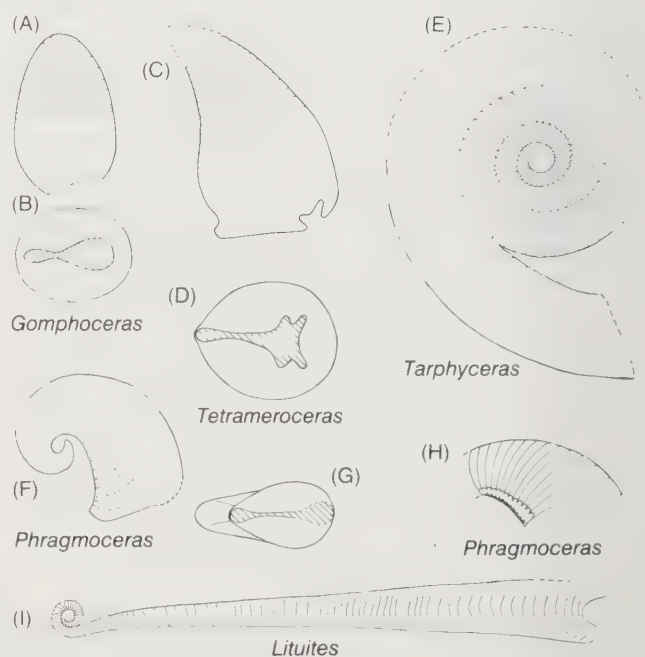 (A)
(C)
(E)
(B)
Gomphoceras
(D)
Tetrameroceras
Tarphyceras
(F)
(G)
(H)
Phragmoceras
Phragmoceras
(I)
Lituites